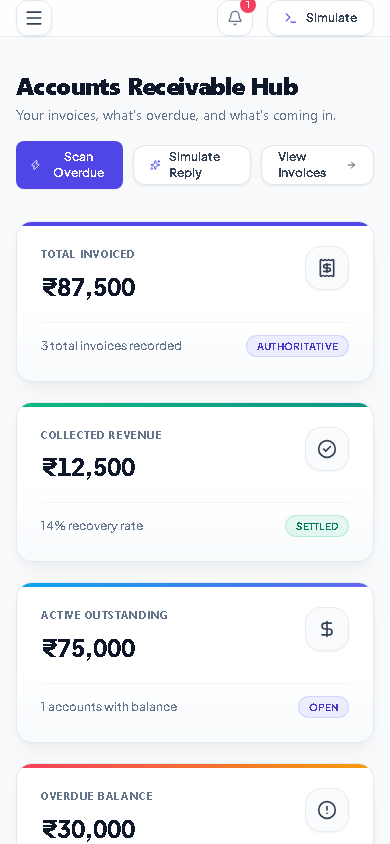 1
Simulate
Accounts Receivable Hub
Your invoices, what's overdue, and what's coming in.
Scan
Overdue
Simulate
Reply
View
Invoices
TOTAL INVOICED
₹87,500
3 total invoices recorded
AUTHORITATIVE
COLLECTED REVENUE
₹12,500
14% recovery rate
SETTLED
ACTIVE OUTSTANDING
₹75,000
1 accounts with balance
OPEN
OVERDUE BALANCE
₹30,000